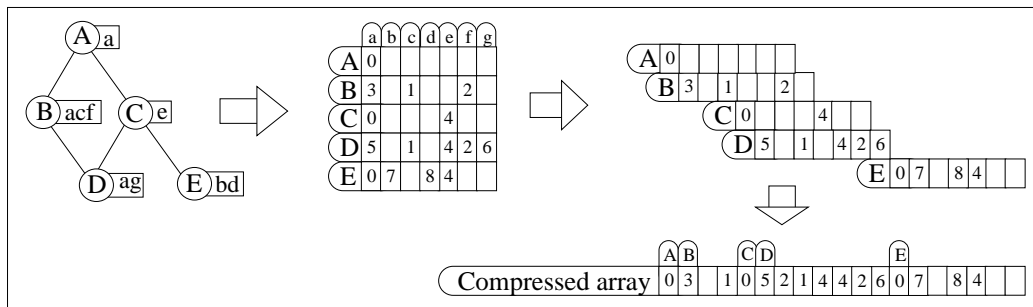 A a
B acf
C e
D ag
E bd
a b c d e f g
A 0
B 3 1 2
C 0 4
D 5 1 4 2 6
E 0 7 8 4
A 0
B 3 1 2
C 0 4
D 5 1 4 2 6
E 0 7 8 4
A B C D E
Compressed array 0 3 1 0 5 2 1 4 4 2 6 0 7 8 4